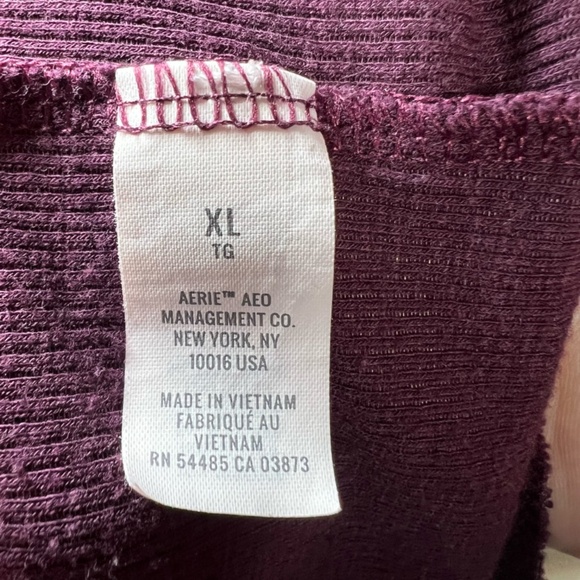 XL
TG
AERIE™ AEO
MANAGEMENT CO.
NEW YORK, NY
10016 USA
MADE IN VIETNAM
FABRIQUÉ AU
VIETNAM
RN 54485 CA 03873